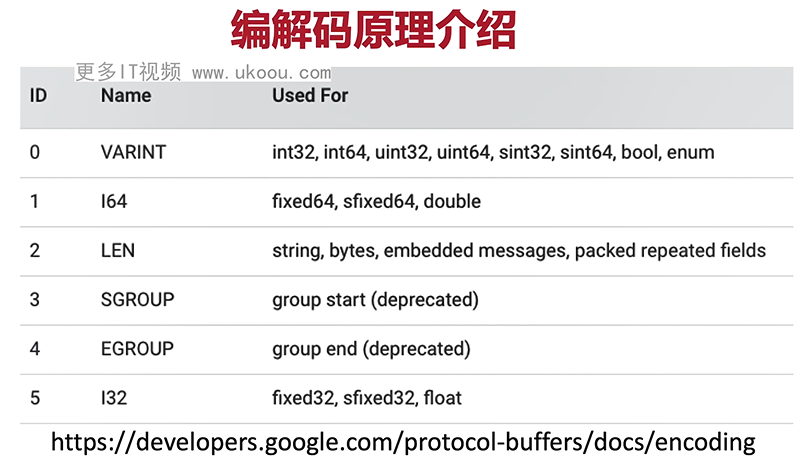 编解码原理介绍
更多IT视频 www.ukoou.com
ID Name Used For
0 VARINT int32, int64, uint32, uint64, sint32, sint64, bool, enum
1 I64 fixed64, sfixed64, double
2 LEN string, bytes, embedded messages, packed repeated fields
3 SGROUP group start (deprecated)
4 EGROUP group end (deprecated)
5 I32 fixed32, sfixed32, float
https://developers.google.com/protocol-buffers/docs/encoding